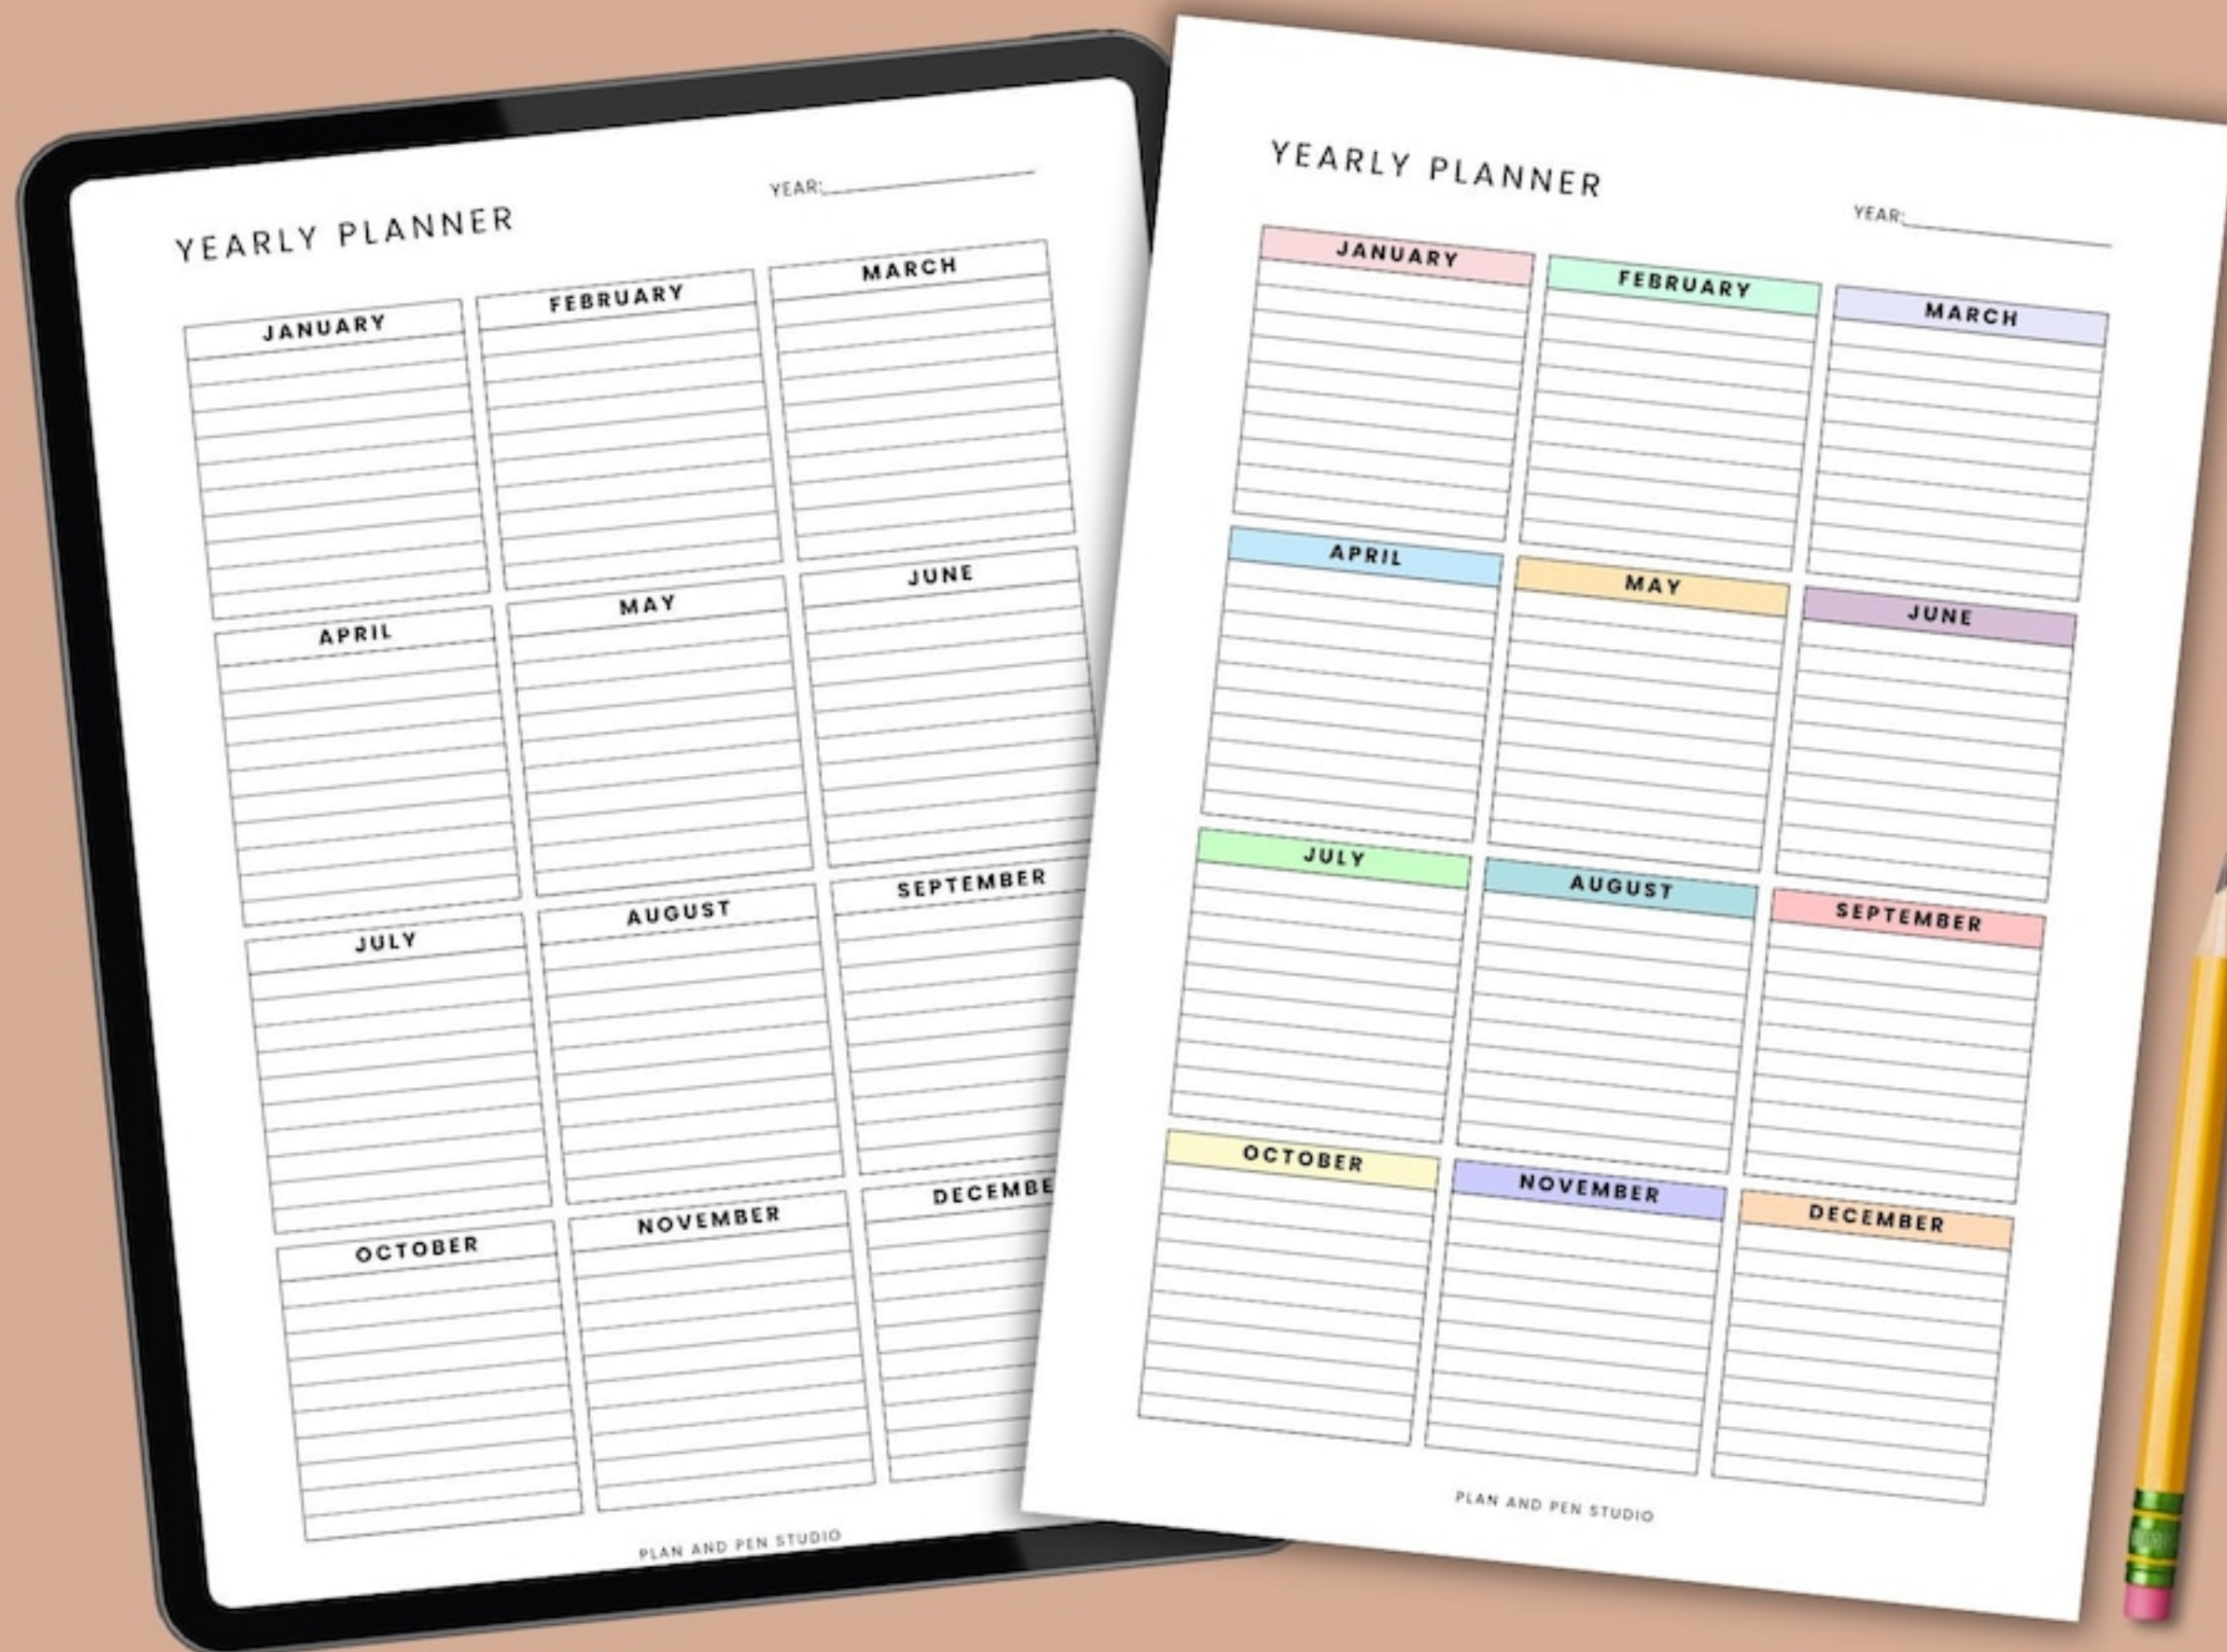 YEARLY PLANNER
YEAR:
JANUARY
FEBRUARY
MARCH
APRIL
MAY
JUNE
JULY
AUGUST
SEPTEMBER
OCTOBER
NOVEMBER
DECEMBE
PLAN AND PEN STUDIO
YEARLY PLANNER
YEAR:
JANUARY
FEBRUARY
MARCH
APRIL
MAY
JUNE
JULY
AUGUST
SEPTEMBER
OCTOBER
NOVEMBER
DECEMBER
PLAN AND PEN STUDIO